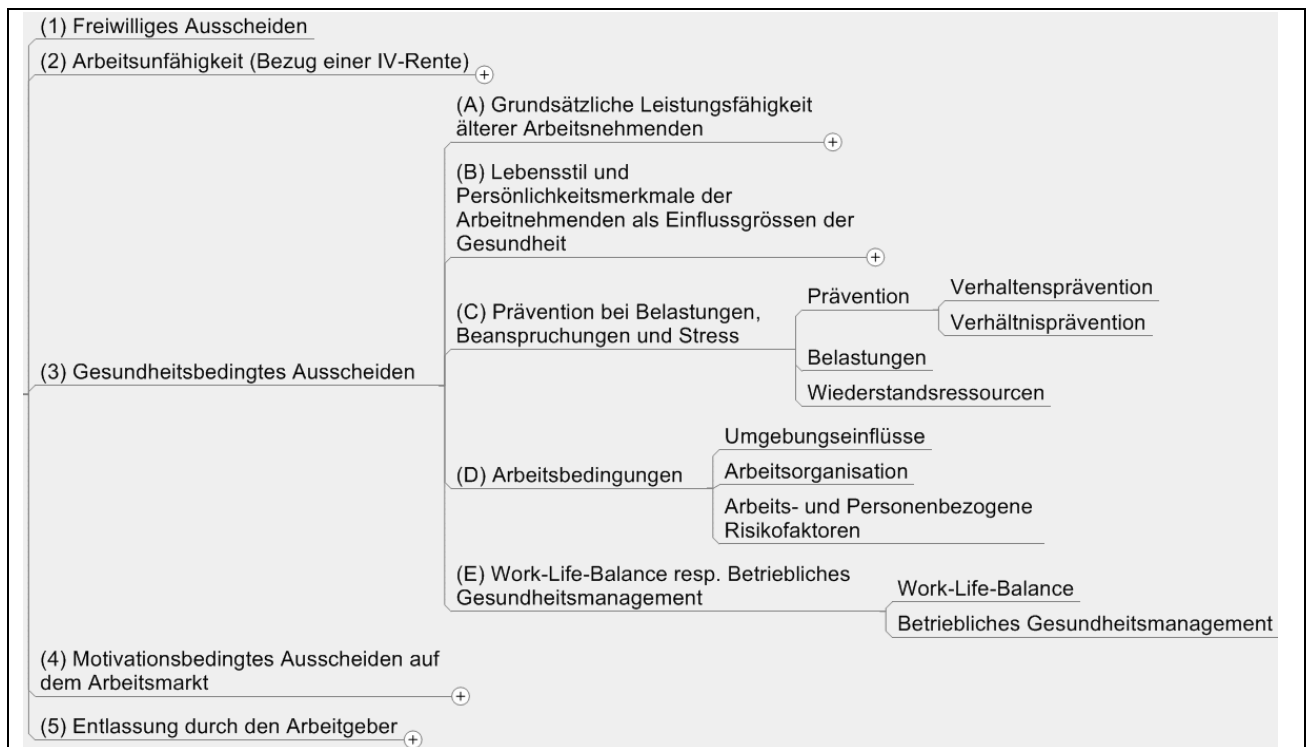 (1) Freiwilliges Ausscheiden
(2) Arbeitsunfähigkeit (Bezug einer IV-Rente)
(3) Gesundheitsbedingtes Ausscheiden
(A) Grundsätzliche Leistungsfähigkeit
älterer Arbeitsnehmenden
(B) Lebensstil und
Persönlichkeitsmerkmale der
Arbeitnehmenden als Einflussgrössen der
Gesundheit
(C) Prävention bei Belastungen,
Beanspruchungen und Stress
Prävention
Verhaltensprävention
Verhältnisprävention
Belastungen
Wiederstandsressourcen
(D) Arbeitsbedingungen
Umgebungseinflüsse
Arbeitsorganisation
Arbeits- und Personenbezogene
Risikofaktoren
(E) Work-Life-Balance resp. Betriebliches
Gesundheitsmanagement
Work-Life-Balance
Betriebliches Gesundheitsmanagement
(4) Motivationsbedingtes Ausscheiden auf
dem Arbeitsmarkt
(5) Entlassung durch den Arbeitgeber